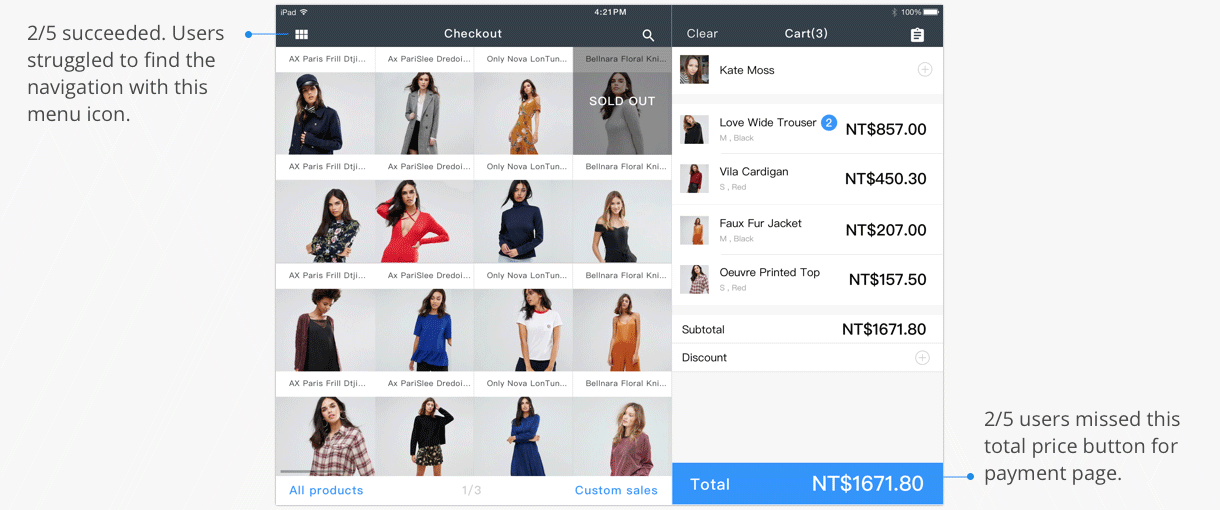 2/5 succeeded. Users
struggled to find the
navigation with this
menu icon.
iPad
4:21PM
100%
Checkout
Clear
Cart(3)
AX Paris Frill Dtji...
Ax PariSlee Dredoi...
Only Nova LonTun...
Bellnara Floral Kni...
SOLD OUT
AX Paris Frill Dtji...
Ax PariSlee Dredoi...
Only Nova LonTun...
Bellnara Floral Kni...
AX Paris Frill Dtji...
Ax PariSlee Dredoi...
Only Nova LonTun...
Bellnara Floral Kni...
AX Paris Frill Dtji...
Ax PariSlee Dredoi...
Only Nova LonTun...
Bellnara Floral Kni...
All products
1/3
Custom sales
Kate Moss
Love Wide Trouser 2 NT$857.00
M , Black
Vila Cardigan NT$450.30
S , Red
Faux Fur Jacket NT$207.00
M , Black
Oeuvre Printed Top NT$157.50
S , Red
Subtotal NT$1671.80
Discount
Total NT$1671.80
2/5 users missed this
total price button for
payment page.